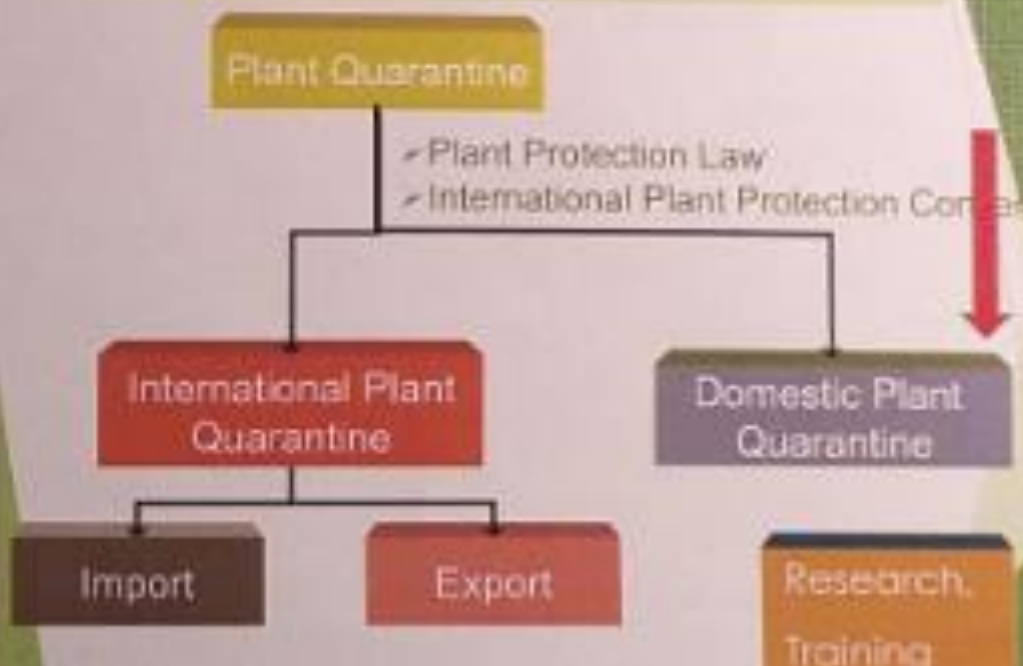 Plant Quarantine
Plant Protection Law
International Plant Protection
International Plant
Quarantine
Domestic Plant
Quarantine
Import
Export
Research,
Training